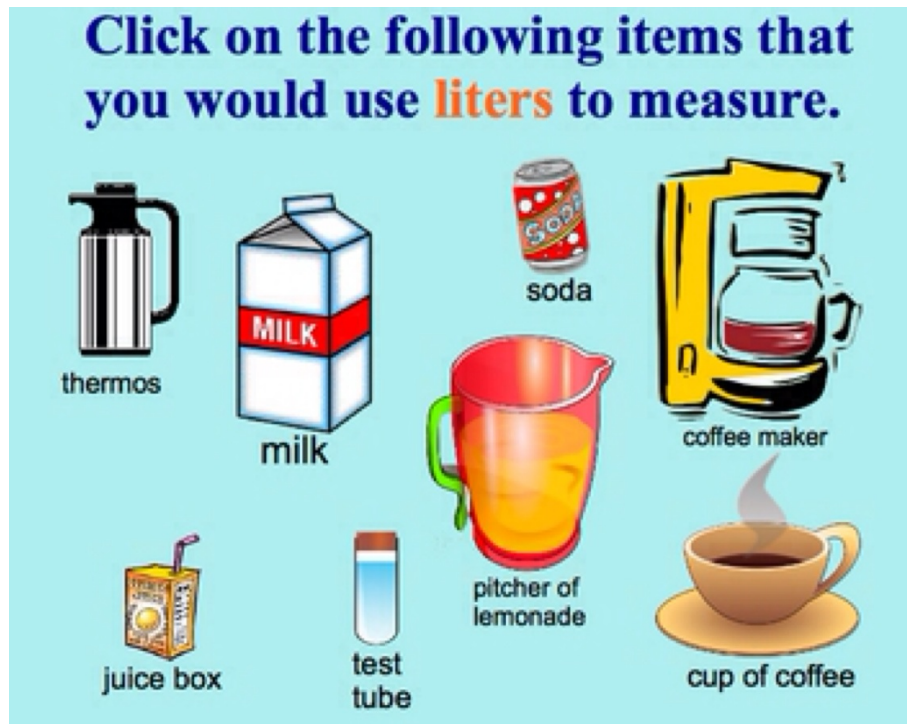 Click on the following items that
you would use liters to measure.
SODA
soda
MILK
thermos
milk
coffee maker
pitcher of
lemonade
juice box
test
tube
cup of coffee